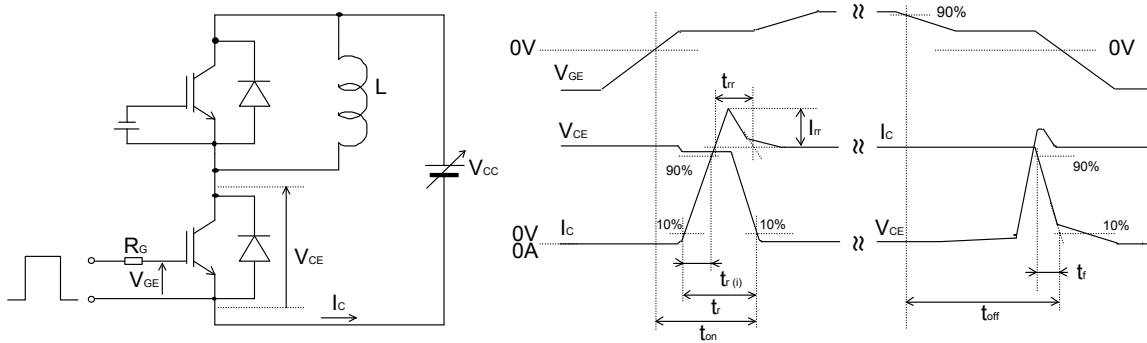 L
VCC
RG
VGE
VCE
IC
0V
VGE
90%
0V
trr
Irr
VCE
90%
IC
90%
0V
0A
IC
10%
10%
VCE
10%
tr (i)
tr
ton
tf
toff